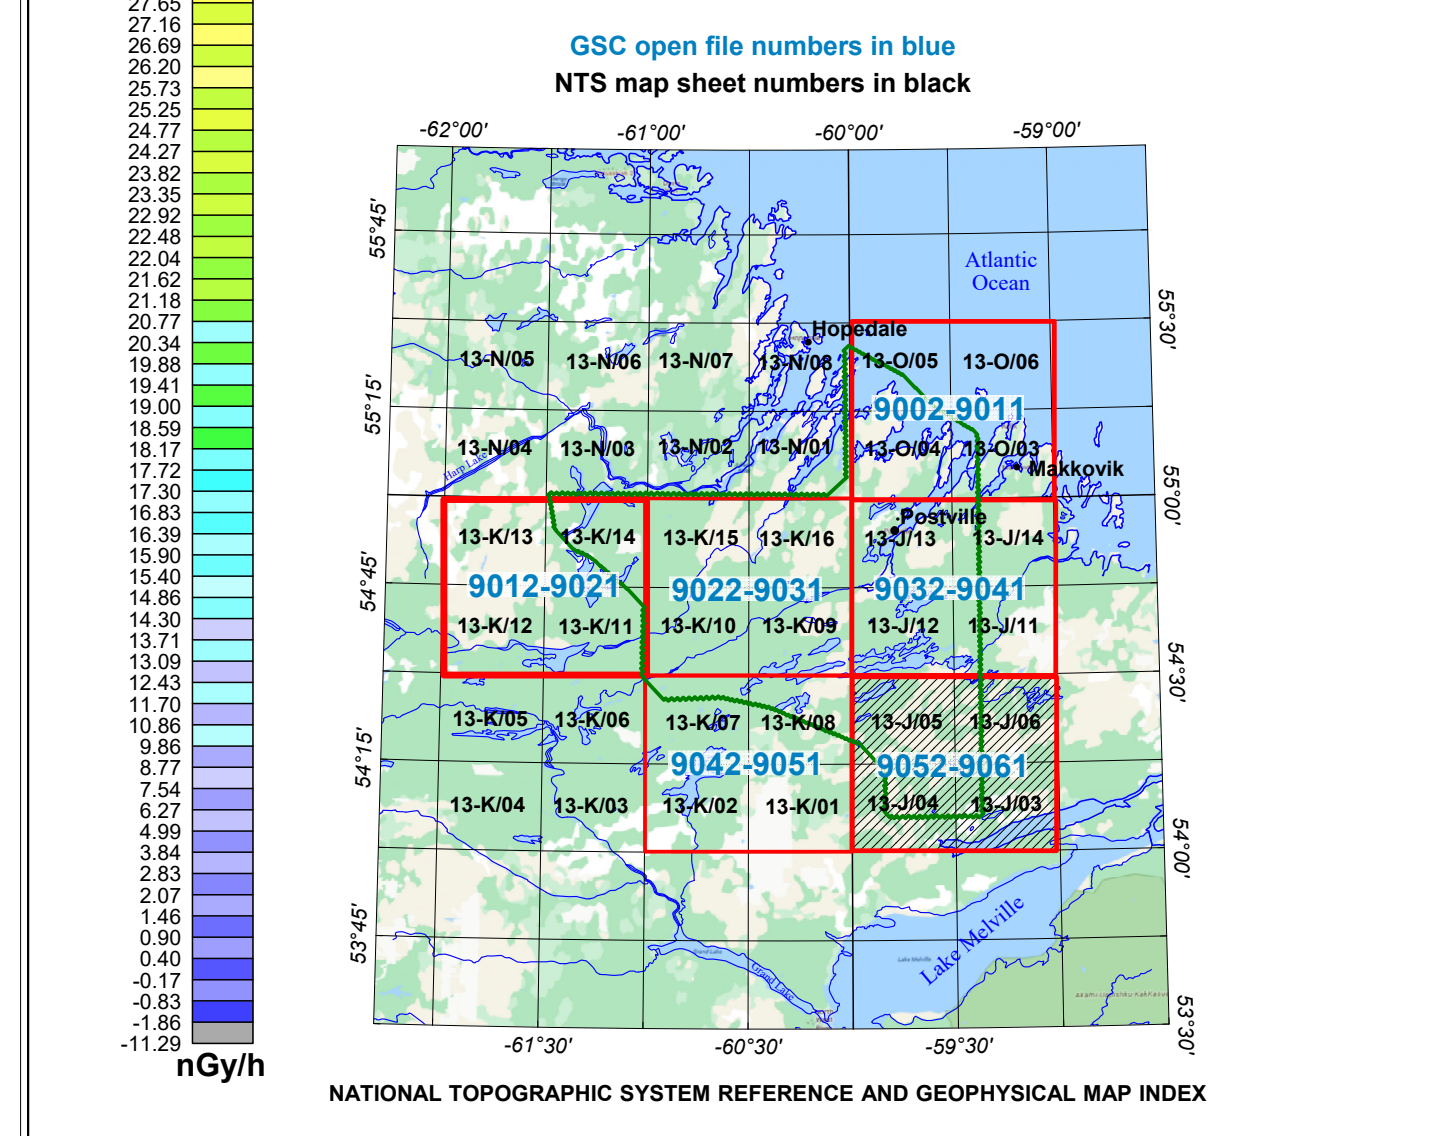 27.65
27.16
26.69
26.20
25.73
25.25
24.77
24.27
23.82
23.35
22.92
22.48
22.04
21.62
21.18
20.77
20.34
19.88
19.41
19.00
18.59
18.17
17.72
17.30
16.83
16.39
15.90
15.40
14.86
14.30
13.71
13.09
12.43
11.70
10.86
9.86
8.77
7.54
6.27
4.99
3.84
2.83
2.07
1.46
0.90
0.40
-0.17
-0.83
-1.86
-11.29
nGy/h
GSC open file numbers in blue
NTS map sheet numbers in black
-62°00' -61°00' -60°00' -59°00'
55°45'
Atlantic
Ocean
55°30'
Hopedale
13-N/05 13-N/06 13-N/07 13-N/08 13-O/05 13-O/06
55°15'
9002-9011
13-N/04 13-N/03 13-N/02 13-N/01 13-O/04 13-O/03
Harp Lake
Makkovik
55°00'
Postville
13-K/13 13-K/14 13-K/15 13-K/16 13-J/13 13-J/14
54°45'
9012-9021 9022-9031 9032-9041
13-K/12 13-K/11 13-K/10 13-K/09 13-J/12 13-J/11
54°30'
13-K/05 13-K/06 13-K/07 13-K/08 13-J/05 13-J/06
54°15'
9042-9051 9052-9061
13-K/04 13-K/03 13-K/02 13-K/01 13-J/04 13-J/03
54°00'
53°45'
Lake Melville
Lake Melville
Grand Lake
Grand Lake
53°30'
-61°30' -60°30' -59°30'
NATIONAL TOPOGRAPHIC SYSTEM REFERENCE AND GEOPHYSICAL MAP INDEX